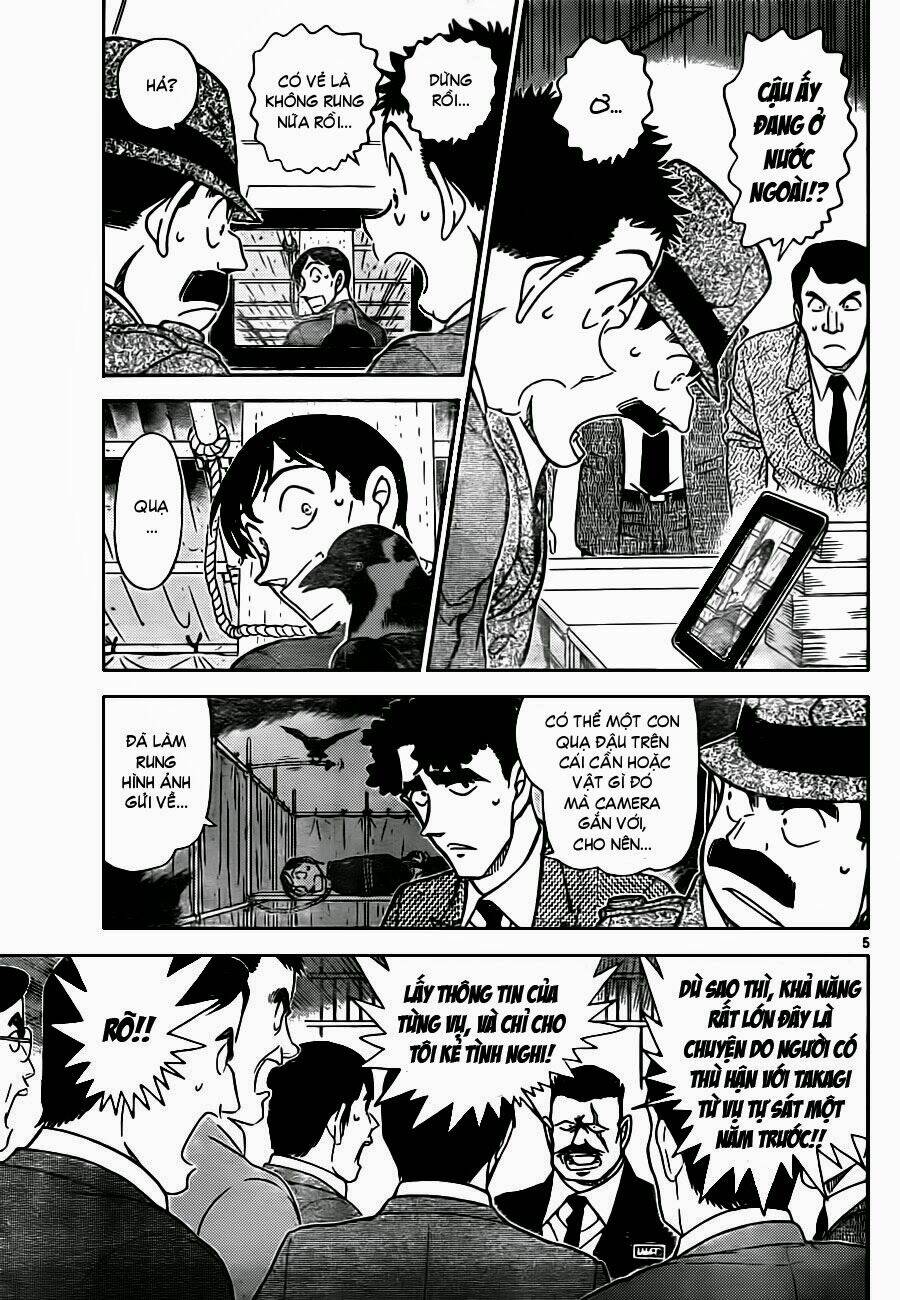 CẬU ẤY
ĐANG Ở
NƯỚC
NGOÀI!?
Ở...
DỪNG
RỒI...
CÓ VẺ LÀ
KHÔNG RUNG
NỮA RỒI...
HẢ?
QUẠ
...
CÓ THỂ MỘT CON
QUẠ ĐẬU TRÊN
CÁI CẦN HOẶC
VẬT GÌ ĐÓ
MÀ CAMERA
GẮN VỚI,
CHO NÊN...
ĐÃ LÀM
RUNG
HÌNH ẢNH
GỬI VỀ...
5
DÙ SAO THÌ, KHẢ NĂNG
RẤT LỚN ĐÂY LÀ
CHUYỆN DO NGƯỜI CÓ
THÙ HẬN VỚI TAKAGI
TỪ VỤ TỰ SÁT MỘT
NĂM TRƯỚC!!
LẤY THÔNG TIN CỦA
TỪNG VỤ, VÀ CHỈ CHO
TÔI KẺ TÌNH NGHI!
RÕ!!